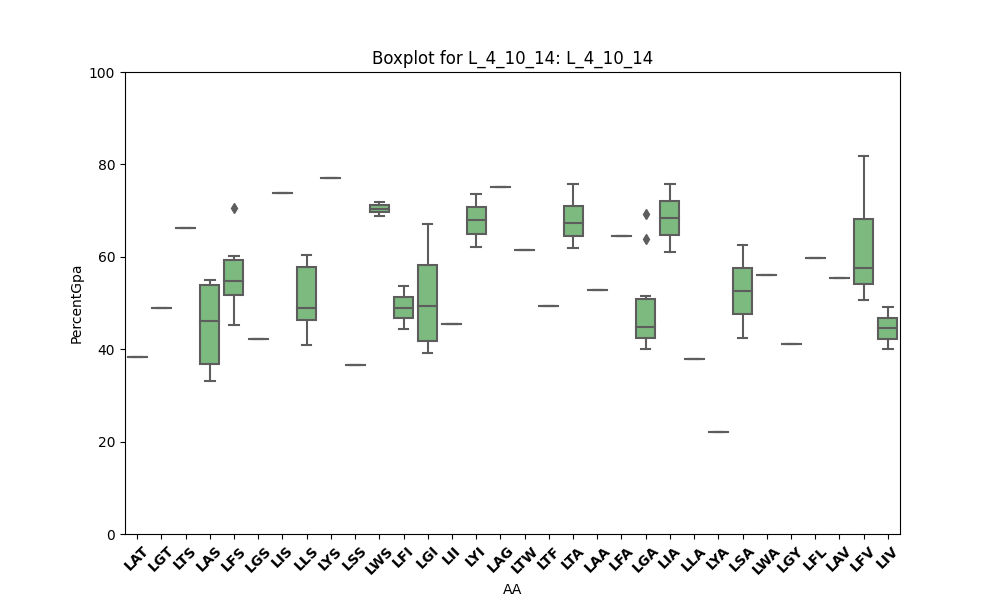 Boxplot for L_4_10_14: L_4_10_14
100
80
60
40
20
0
PercentGpa
LAT LGT LTS LAS LFS LGS LIS LLS LYS LSS LWS LFI LGI LII LYI LAG LTW LTF LTA LAA LFA LGA LIA LLA LYA LSA LWA LGY LFL LAV LFV LIV
AA